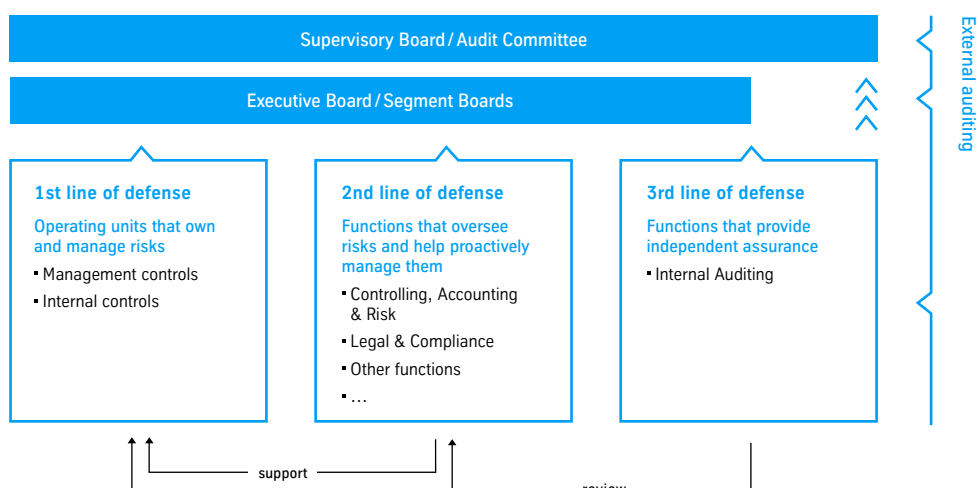 Supervisory Board / Audit Committee
External auditing
Executive Board / Segment Boards
1st line of defense
Operating units that own
and manage risks
▪ Management controls
▪ Internal controls
2nd line of defense
Functions that oversee
risks and help proactively
manage them
▪ Controlling, Accounting
& Risk
▪ Legal & Compliance
▪ Other functions
▪ …
3rd line of defense
Functions that provide
independent assurance
▪ Internal Auditing
support
review